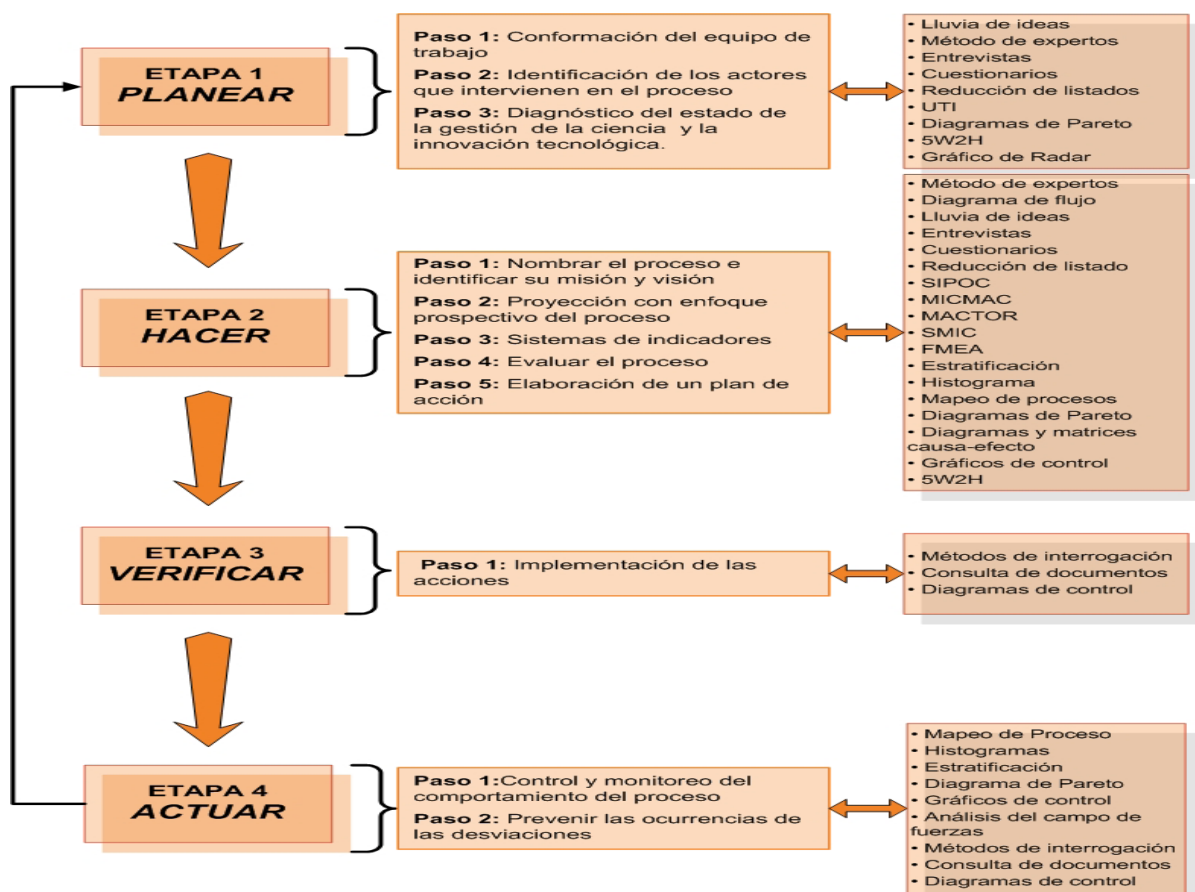 ETAPA 1
PLANEAR
Paso 1: Conformación del equipo de
trabajo
Paso 2: Identificación de los actores
que intervienen en el proceso
Paso 3: Diagnóstico del estado de
la gestión de la ciencia y la
innovación tecnológica.
• Lluvia de ideas
• Método de expertos
• Entrevistas
• Cuestionarios
• Reducción de listados
• UTI
• Diagramas de Pareto
• 5W2H
• Gráfico de Radar
ETAPA 2
HACER
Paso 1: Nombrar el proceso e
identificar su misión y visión
Paso 2: Proyección con enfoque
prospectivo del proceso
Paso 3: Sistemas de indicadores
Paso 4: Evaluar el proceso
Paso 5: Elaboración de un plan de
acción
• Método de expertos
• Diagrama de flujo
• Lluvia de ideas
• Entrevistas
• Cuestionarios
• Reducción de listado
• SIPOC
• MICMAC
• MACTOR
• SMIC
• FMEA
• Estratificación
• Histograma
• Mapeo de procesos
• Diagramas de Pareto
• Diagramas y matrices
causa-efecto
• Gráficos de control
• 5W2H
ETAPA 3
VERIFICAR
Paso 1: Implementación de las
acciones
• Métodos de interrogación
• Consulta de documentos
• Diagramas de control
ETAPA 4
ACTUAR
Paso 1:Control y monitoreo del
comportamiento del proceso
Paso 2: Prevenir las ocurrencias de
las desviaciones
• Mapeo de Proceso
• Histogramas
• Estratificación
• Diagrama de Pareto
• Gráficos de control
• Análisis del campo de
fuerzas
• Métodos de interrogación
• Consulta de documentos
• Diagramas de control